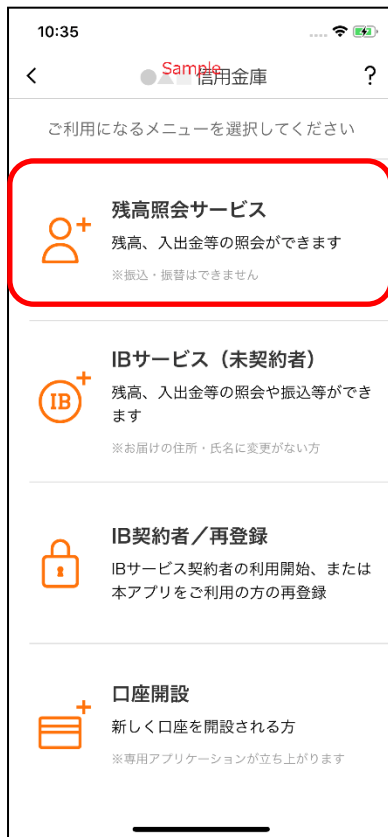 10:35
Sample
●▲■信用金庫
?
ご利用になるメニューを選択してください
残高照会サービス
残高、入出金等の照会ができます
※振込・振替はできません
IB
IBサービス（未契約者）
残高、入出金等の照会や振込等ができ
ます
※お届けの住所・氏名に変更がない方
IB契約者／再登録
IBサービス契約者の利用開始、または
本アプリをご利用の方の再登録
口座開設
新しく口座を開設される方
※専用アプリケーションが立ち上がります